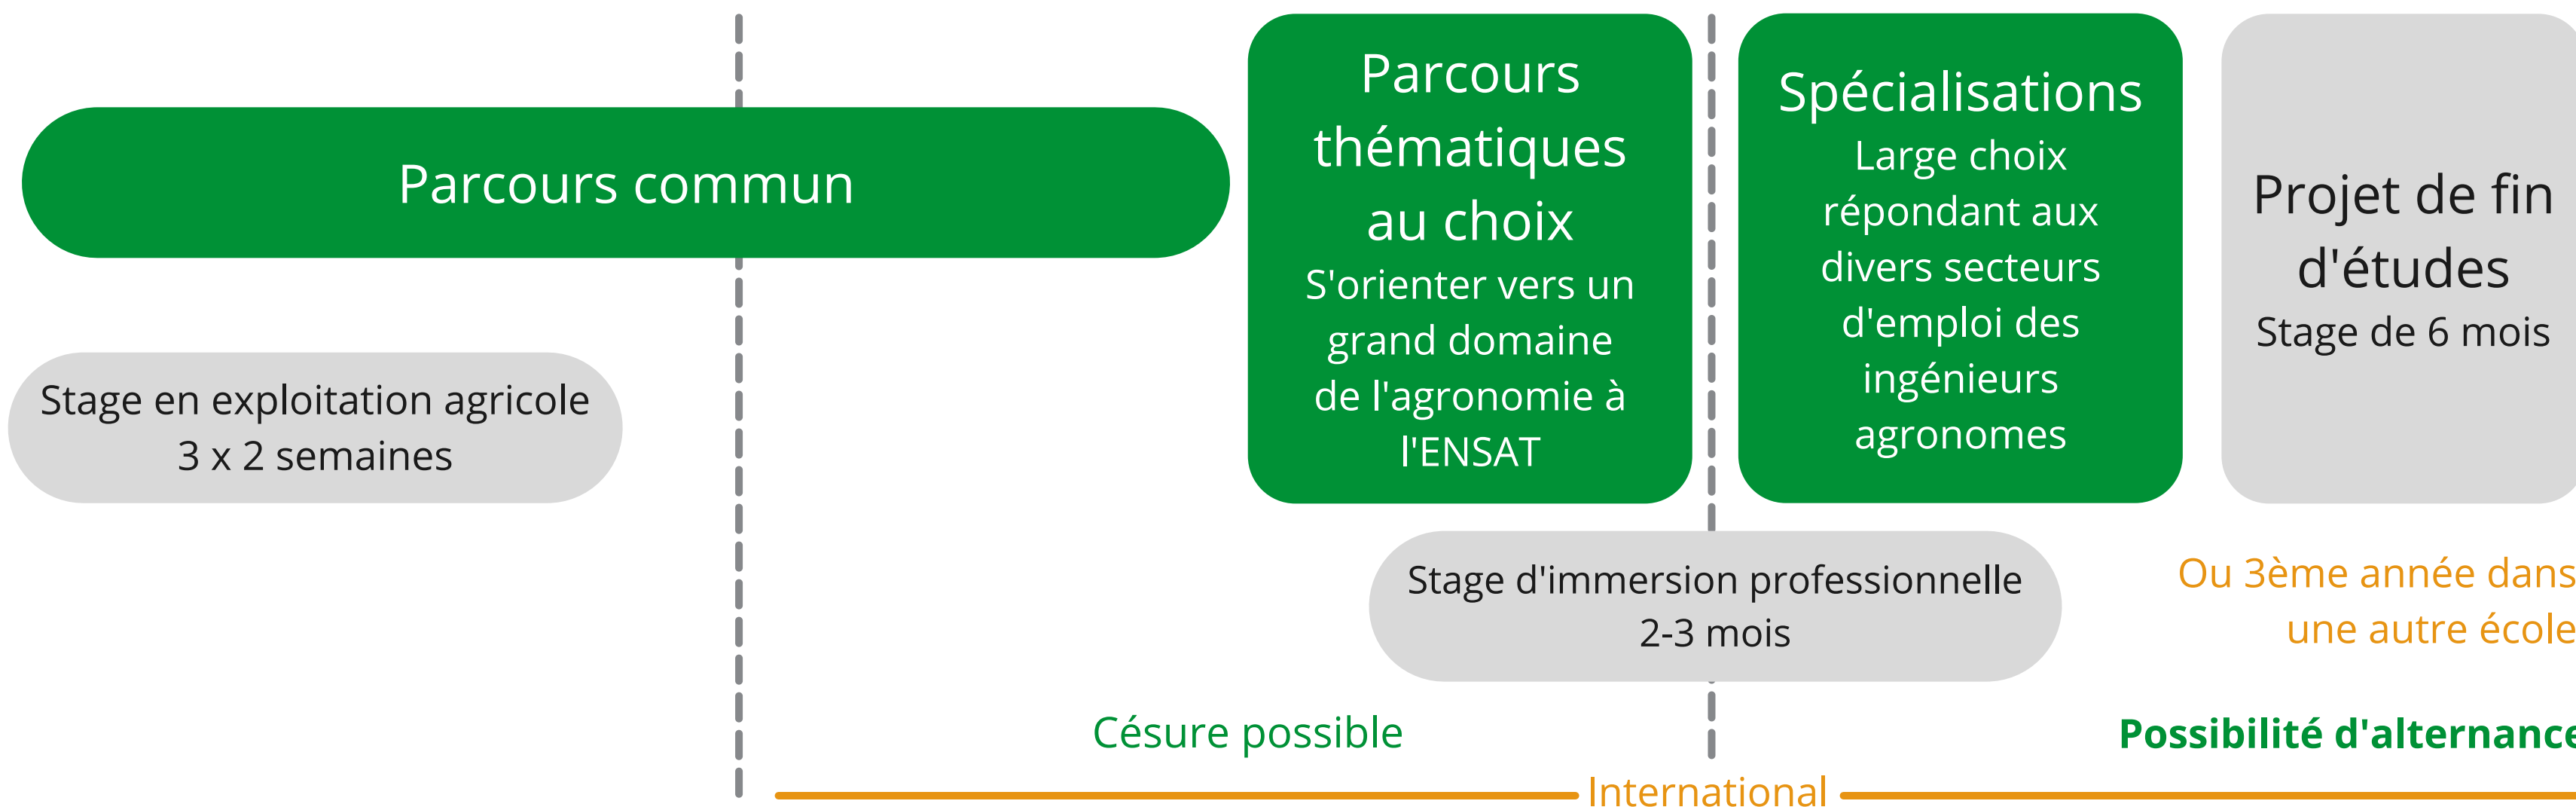 Parcours commun
Stage en exploitation agricole
3 x 2 semaines
Parcours
thématiques
au choix
S'orienter vers un
grand domaine
de l'agronomie à
l'ENSAT
Spécialisations
Large choix
répondant aux
divers secteurs
d'emploi des
ingénieurs
agronomes
Projet de fin
d'études
Stage de 6 mois
Stage d'immersion professionnelle
2-3 mois
Ou 3ème année dans
une autre école
Césure possible
Possibilité d'alternance
International